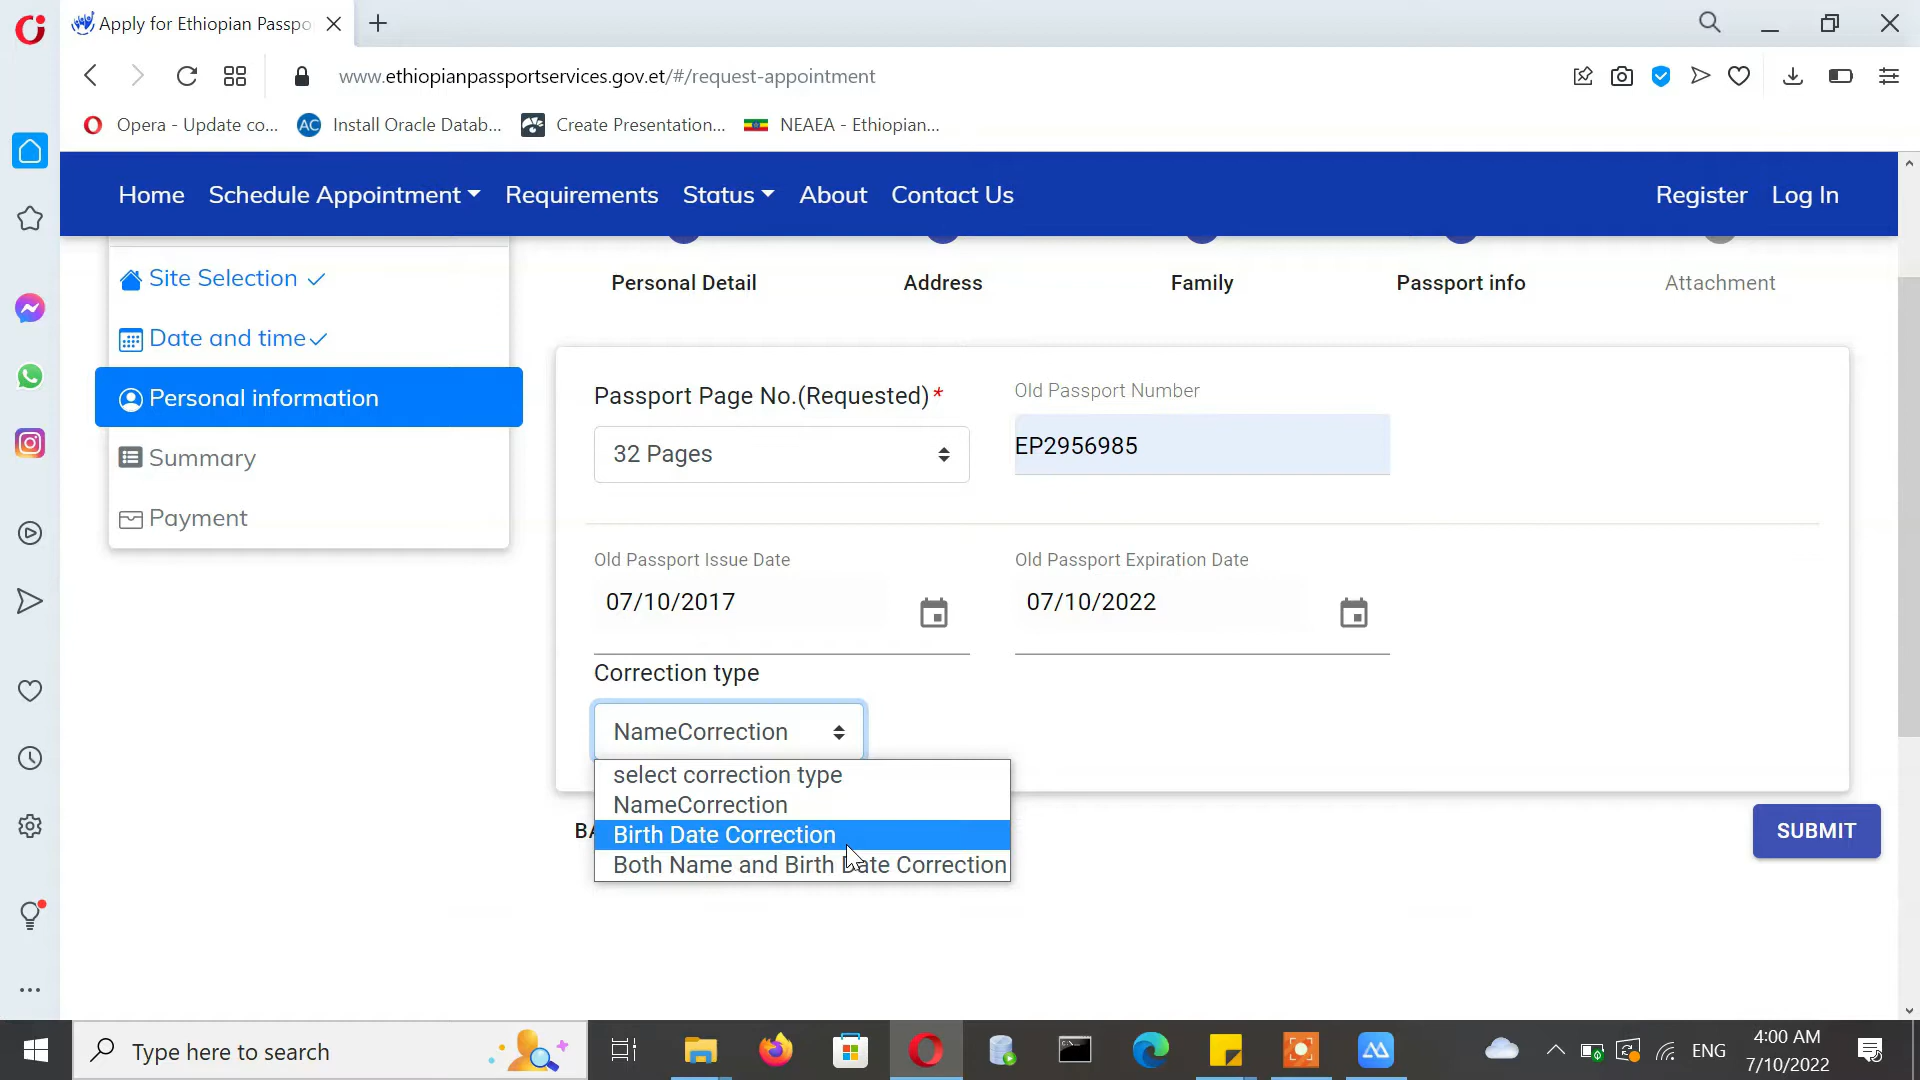 Apply for Ethiopian Passpo
www.ethiopianpassportservices.gov.et/#/request-appointment
Opera - Update co...
AC
Install Oracle Datab...
Create Presentation...
NEAEA - Ethiopian...
Home
Schedule Appointment
Requirements
Status
About
Contact Us
Register
Log In
Site Selection
Date and time
Personal information
Summary
Payment
Personal Detail
Address
Family
Passport info
Attachment
Passport Page No.(Requested)*
32 Pages
Old Passport Number
EP2956985
Old Passport Issue Date
07/10/2017
Old Passport Expiration Date
07/10/2022
Correction type
NameCorrection
select correction type
NameCorrection
Birth Date Correction
Both Name and Birth Date Correction
BA
SUBMIT
Type here to search
ENG
4:00 AM
7/10/2022